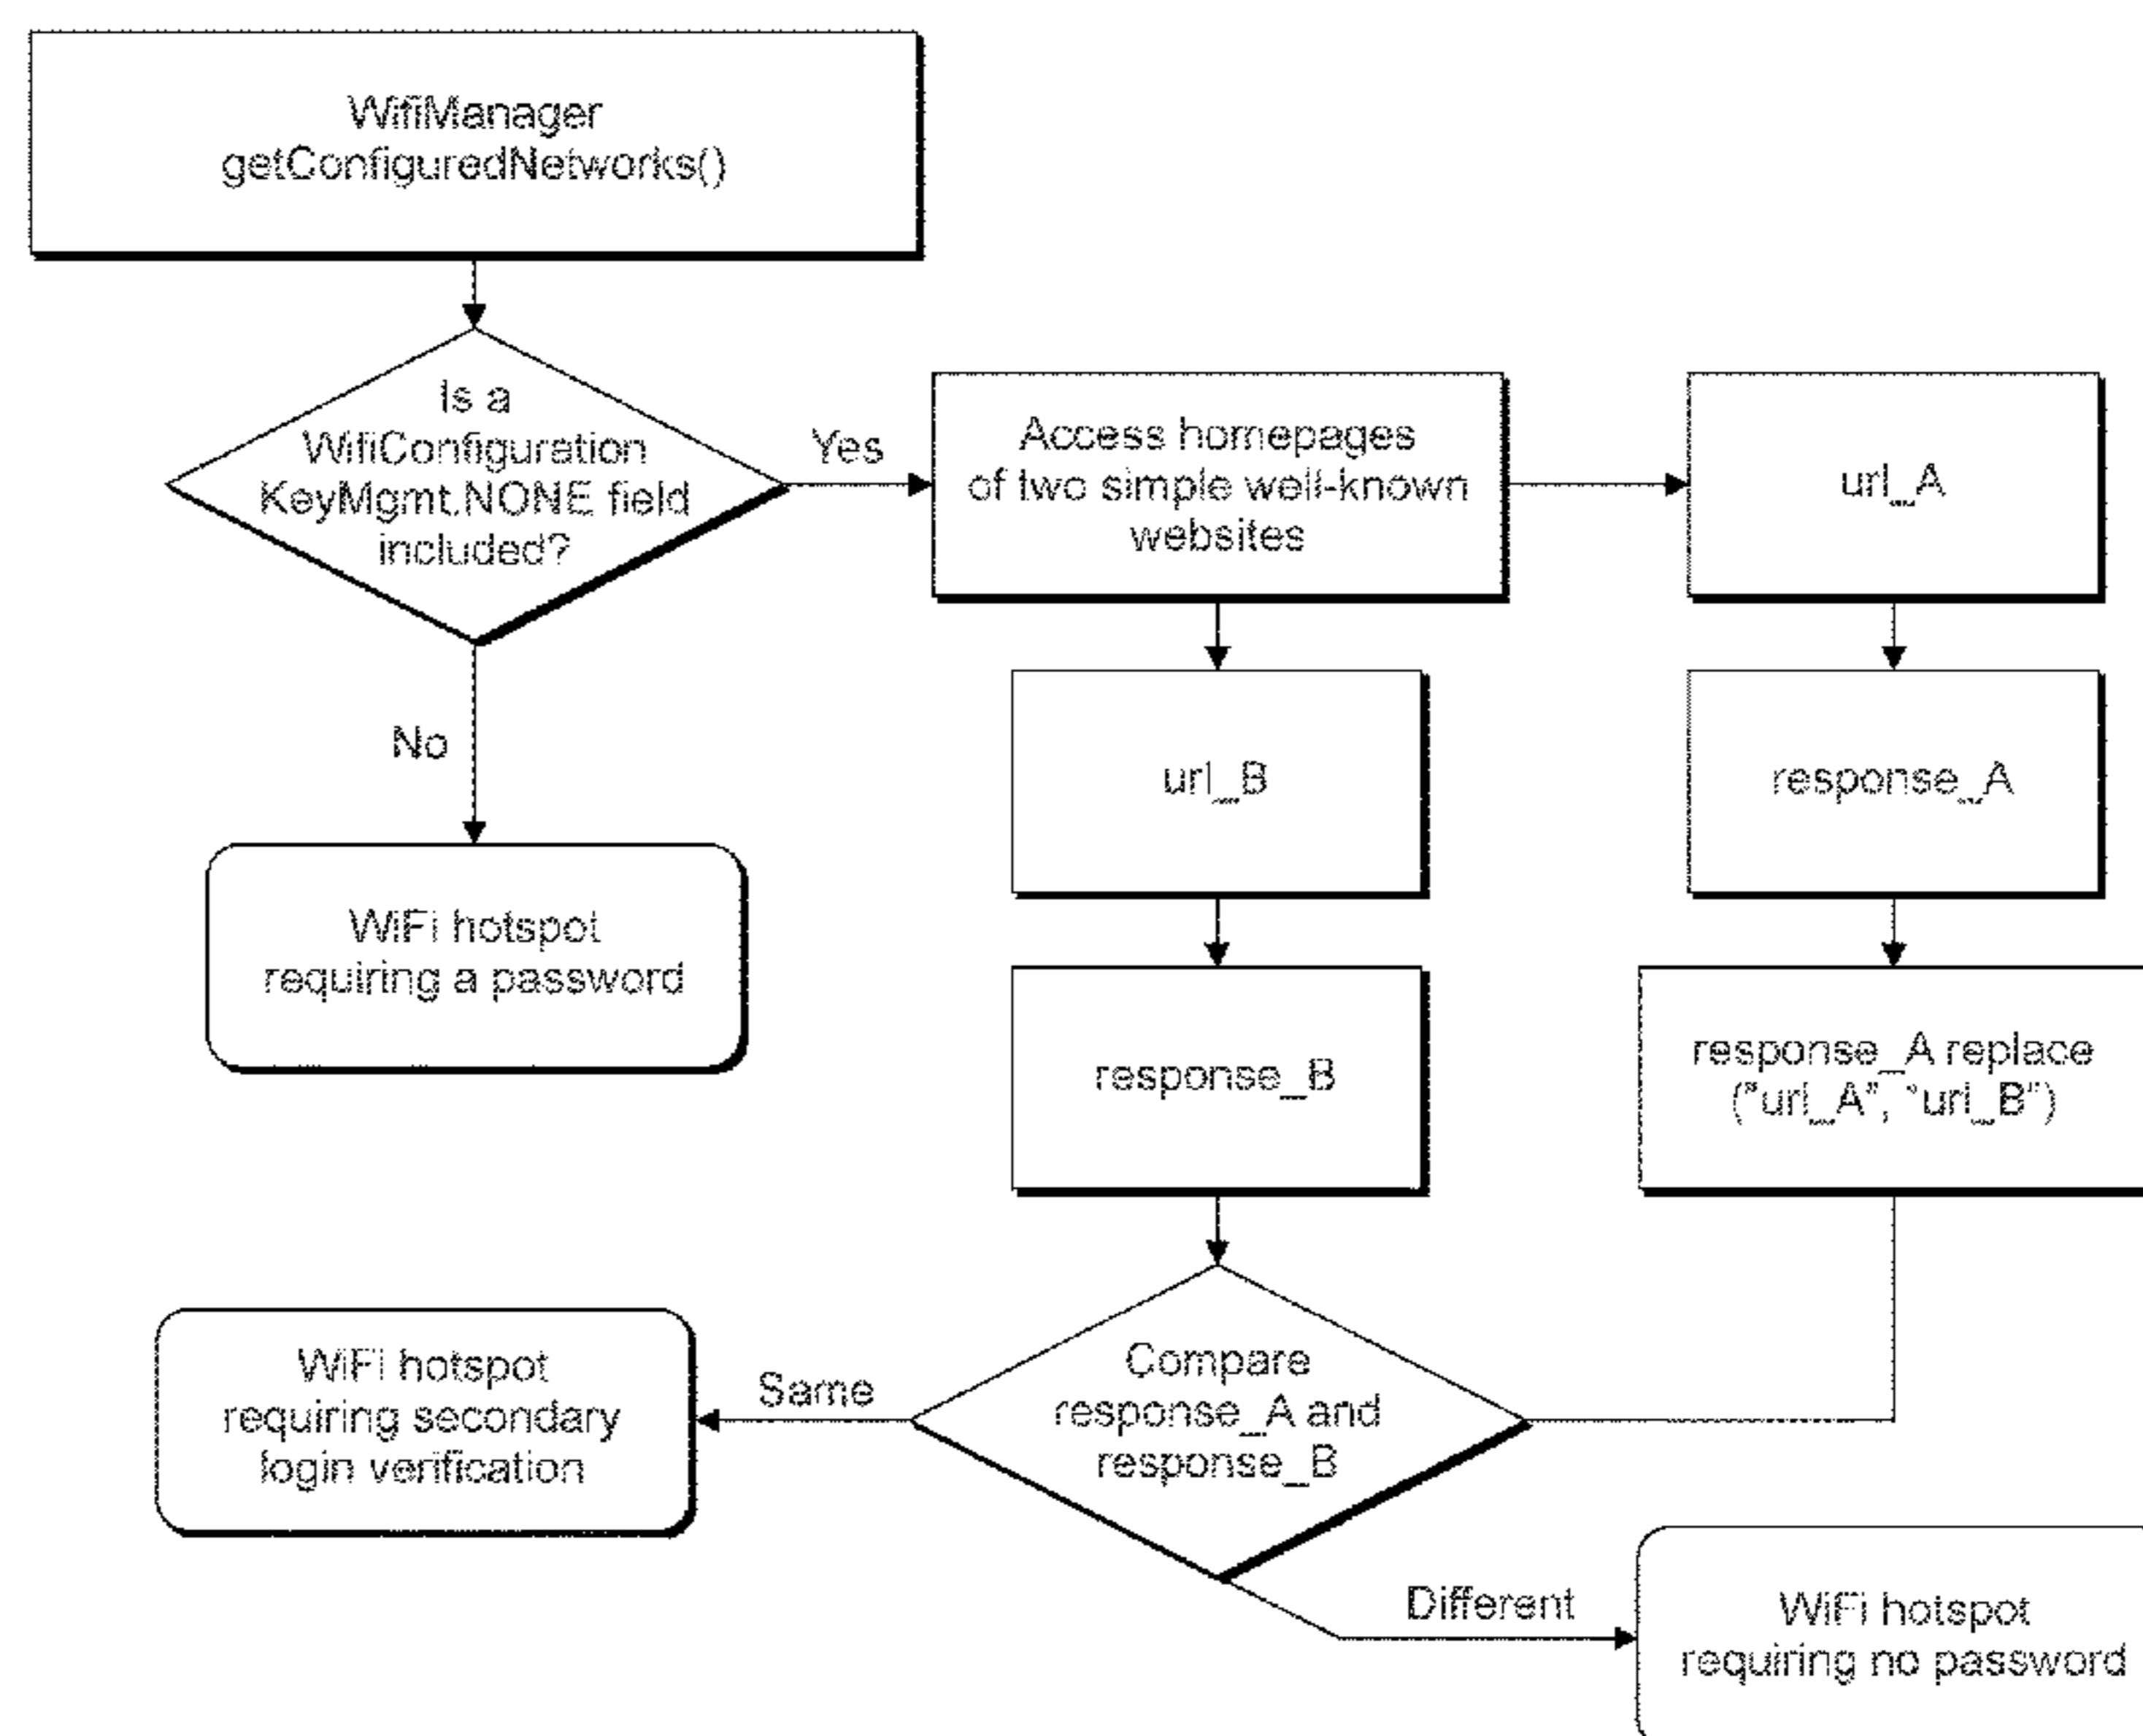 WifiManager
getConfiguredNetworks()
Is a
WifiConfiguration
KeyMgmt.NONE field
included?
Yes
Access homepages
of two simple well-known
websites
url_A
No
url_B
response_A
WiFi hotspot
requiring a password
response_B
response_A replace
("url_A", "url_B")
WiFi hotspot
requiring secondary
login verification
Same
Compare
response_A and
response_B
Different
WiFi hotspot
requiring no password